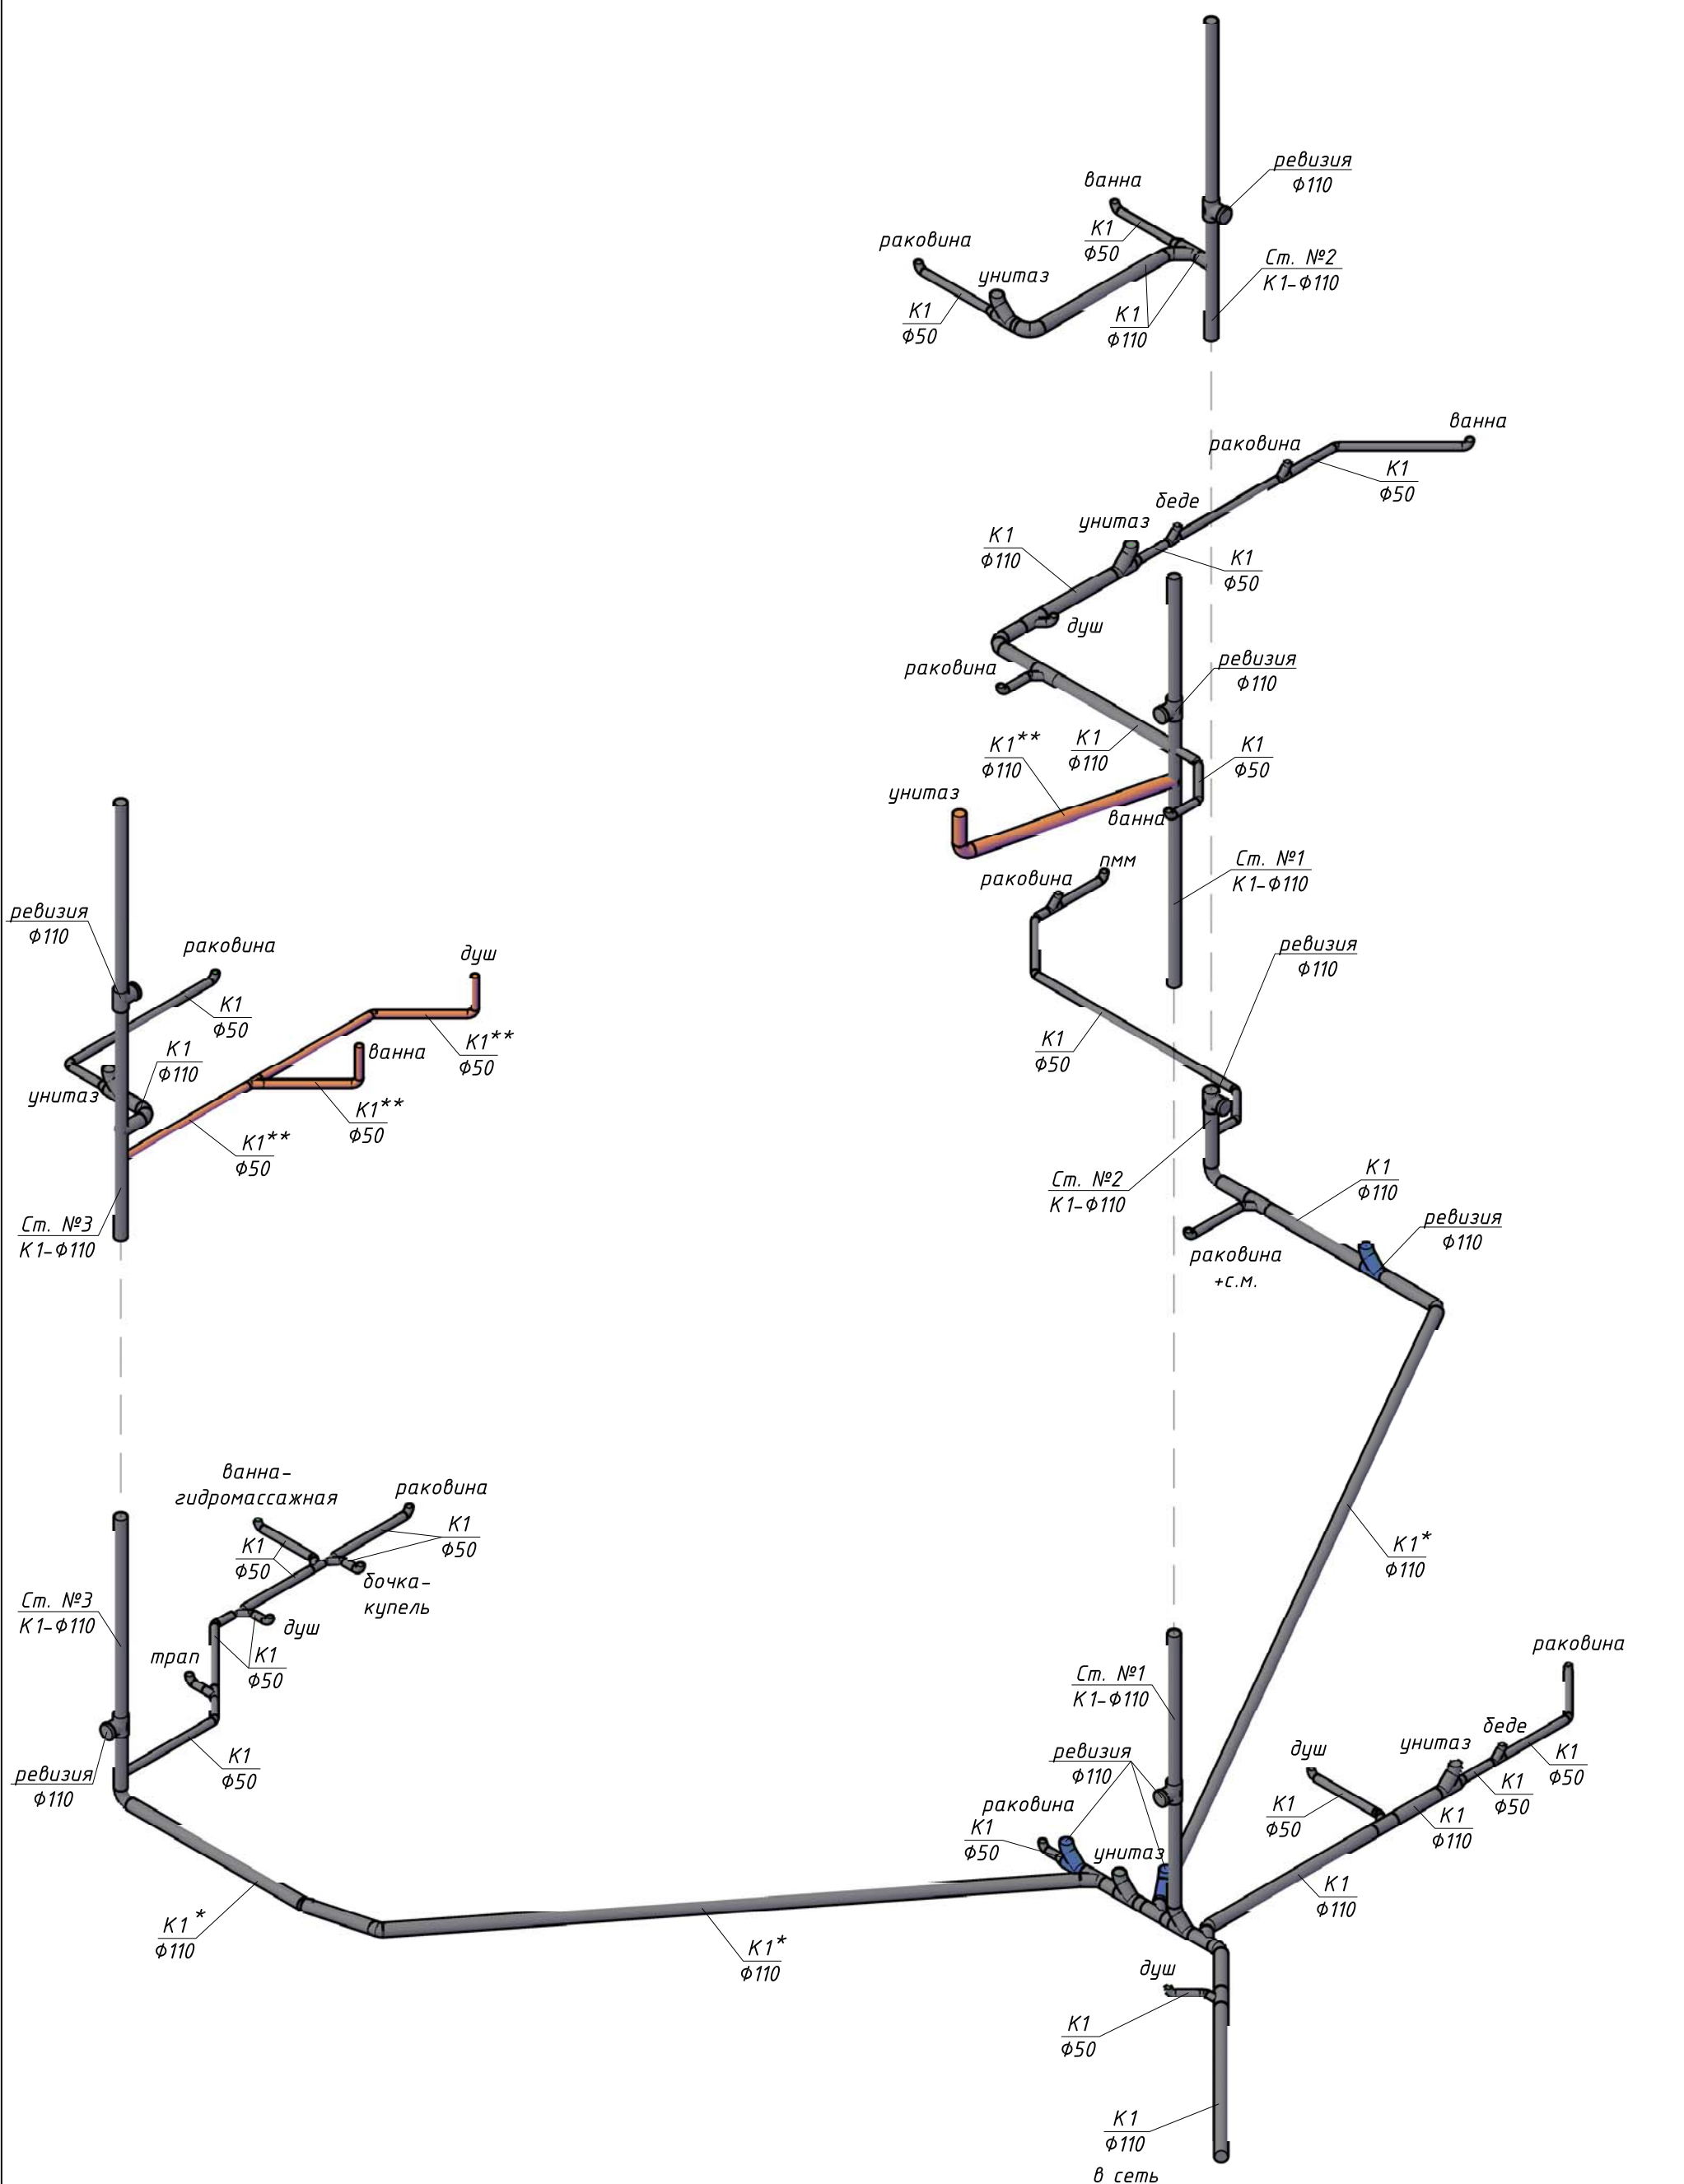 ревизия
Ф110
ванна
К1
Ф50
раковина
унитаз
К1
Ф50
К1
Ф110
Ст. №2
К1-Ф110
ванна
раковина
К1
Ф50
беде
унитаз
К1
Ф110
К1
Ф50
душ
раковина
ревизия
Ф110
К1**
Ф110
К1
Ф110
К1
Ф50
унитаз
ванна
пмм
раковина
Ст. №1
К1-Ф110
ревизия
Ф110
К1
Ф50
ревизия
Ф110
раковина
душ
К1
Ф50
К1
Ф110
К1**
Ф50
ванна
унитаз
К1**
Ф50
К1**
Ф50
Ст. №3
К1-Ф110
Ст. №2
К1-Ф110
К1
Ф110
ревизия
Ф110
раковина
+с.м.
К1*
Ф110
ванна-
гидромассажная
раковина
К1
Ф50
К1
Ф50
бочка-
купель
Ст. №3
К1-Ф110
душ
трап
К1
Ф50
К1
Ф50
ревизия
Ф110
К1*
Ф110
К1*
Ф110
Ст. №1
К1-Ф110
раковина
беде
унитаз
душ
ревизия
Ф110
раковина
К1
Ф50
унитаз
К1
Ф50
К1
Ф50
К1
Ф50
К1
Ф110
К1
Ф110
душ
К1
Ф50
К1
Ф110
в сеть